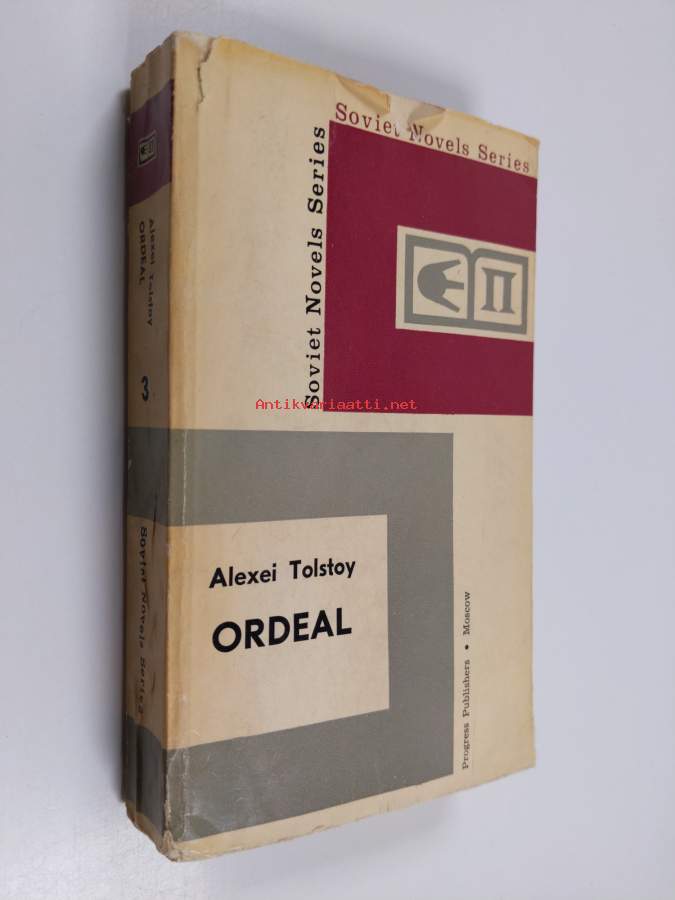 Soviet Novels Series
Soviet Novels Series
П
Alexei Tolstoy
ORDEAL
Progress Publishers • Moscow
Alexei Tolstoy
ORDEAL
3
Soviet Novels Series
Antikvariaatti.net